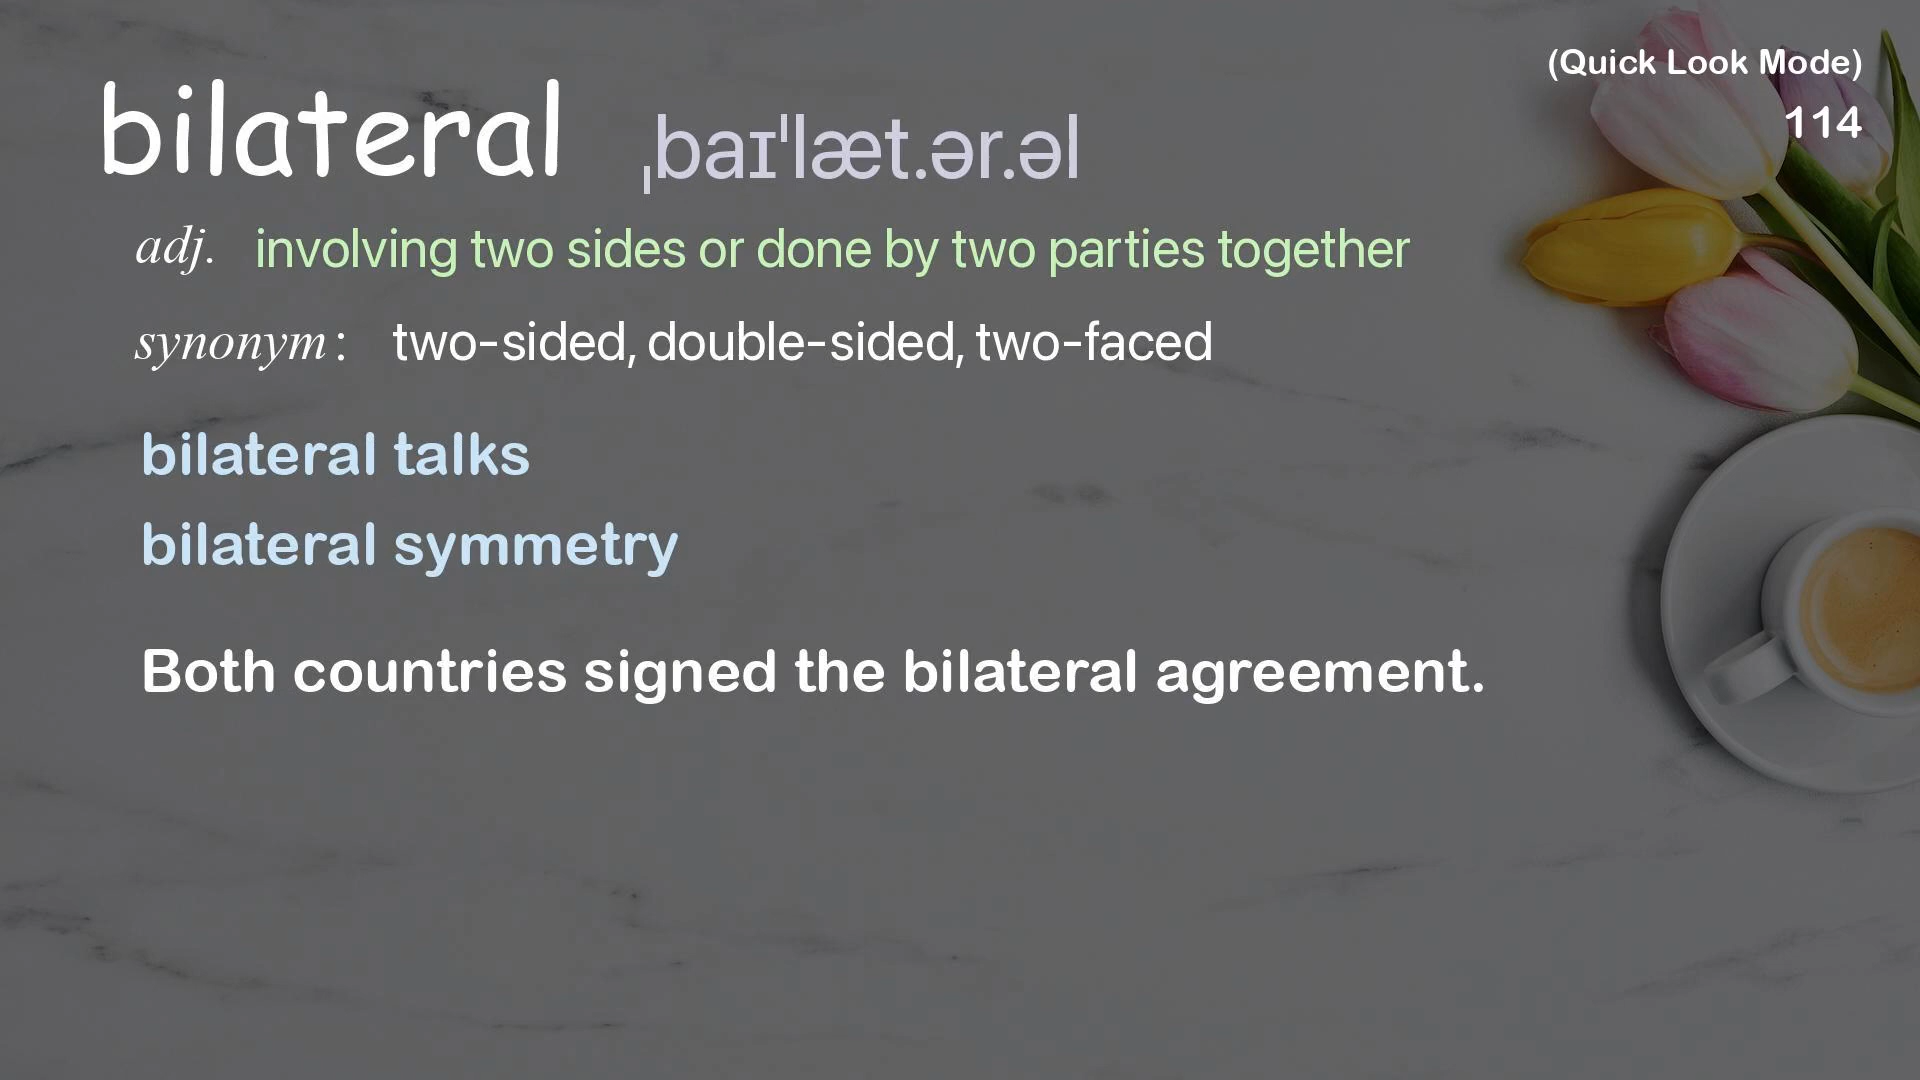 (Quick Look Mode)
114
bilateral ˌbaɪˈlæt.ər.əl
adj. involving two sides or done by two parties together
synonym: two-sided, double-sided, two-faced
bilateral talks
bilateral symmetry
Both countries signed the bilateral agreement.